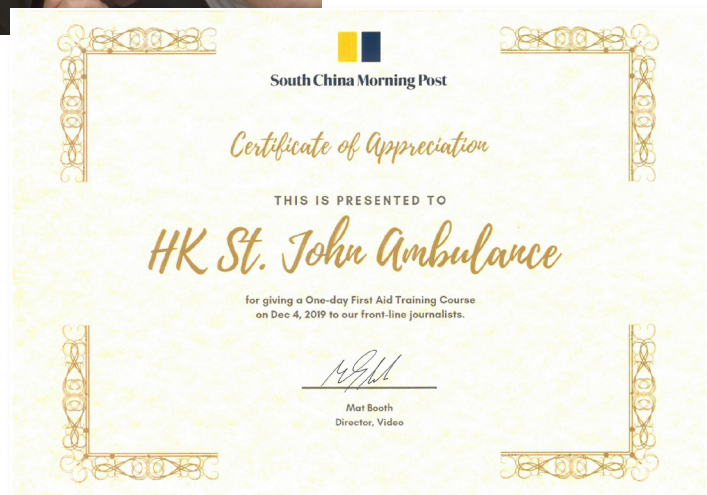 South China Morning Post
Certificate of Appreciation
THIS IS PRESENTED TO
HK St. John Ambulance
for giving a One-day First Aid Training Course
on Dec 4, 2019 to our front-line journalists.
Mat Booth
Director, Video